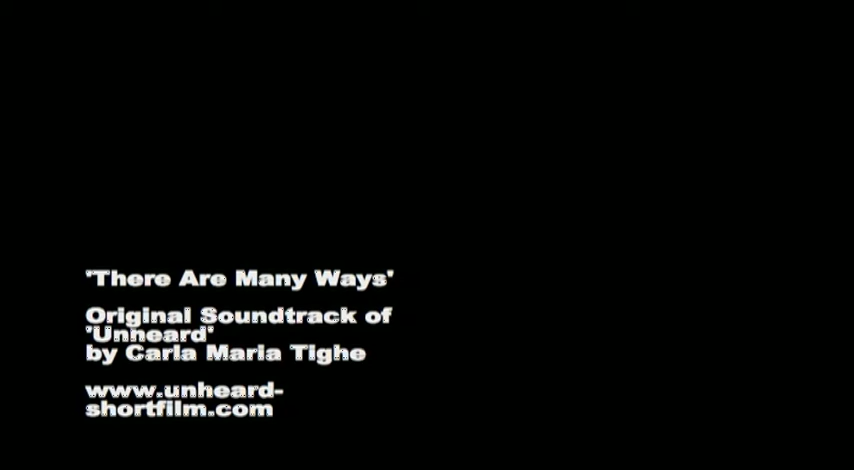 'There Are Many Ways'
Original Soundtrack of
'Unheard'
by Carla Maria Tighe
www.unheard-
shortfilm.com